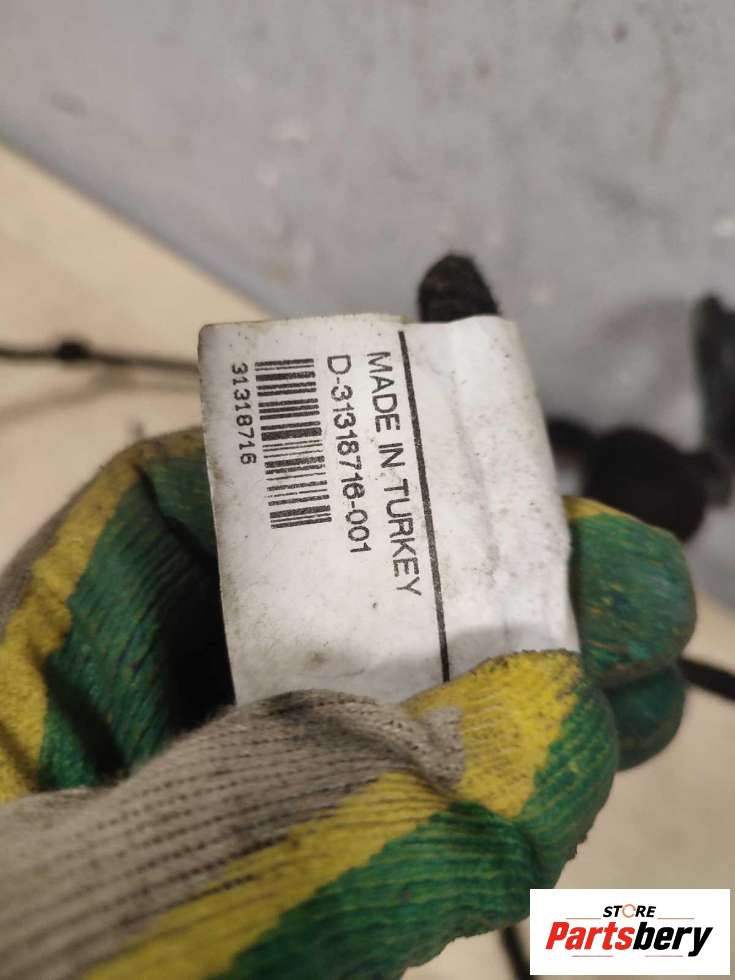 MADE IN TURKEY
D-31318716-001
31318716
STORE
Partsbery